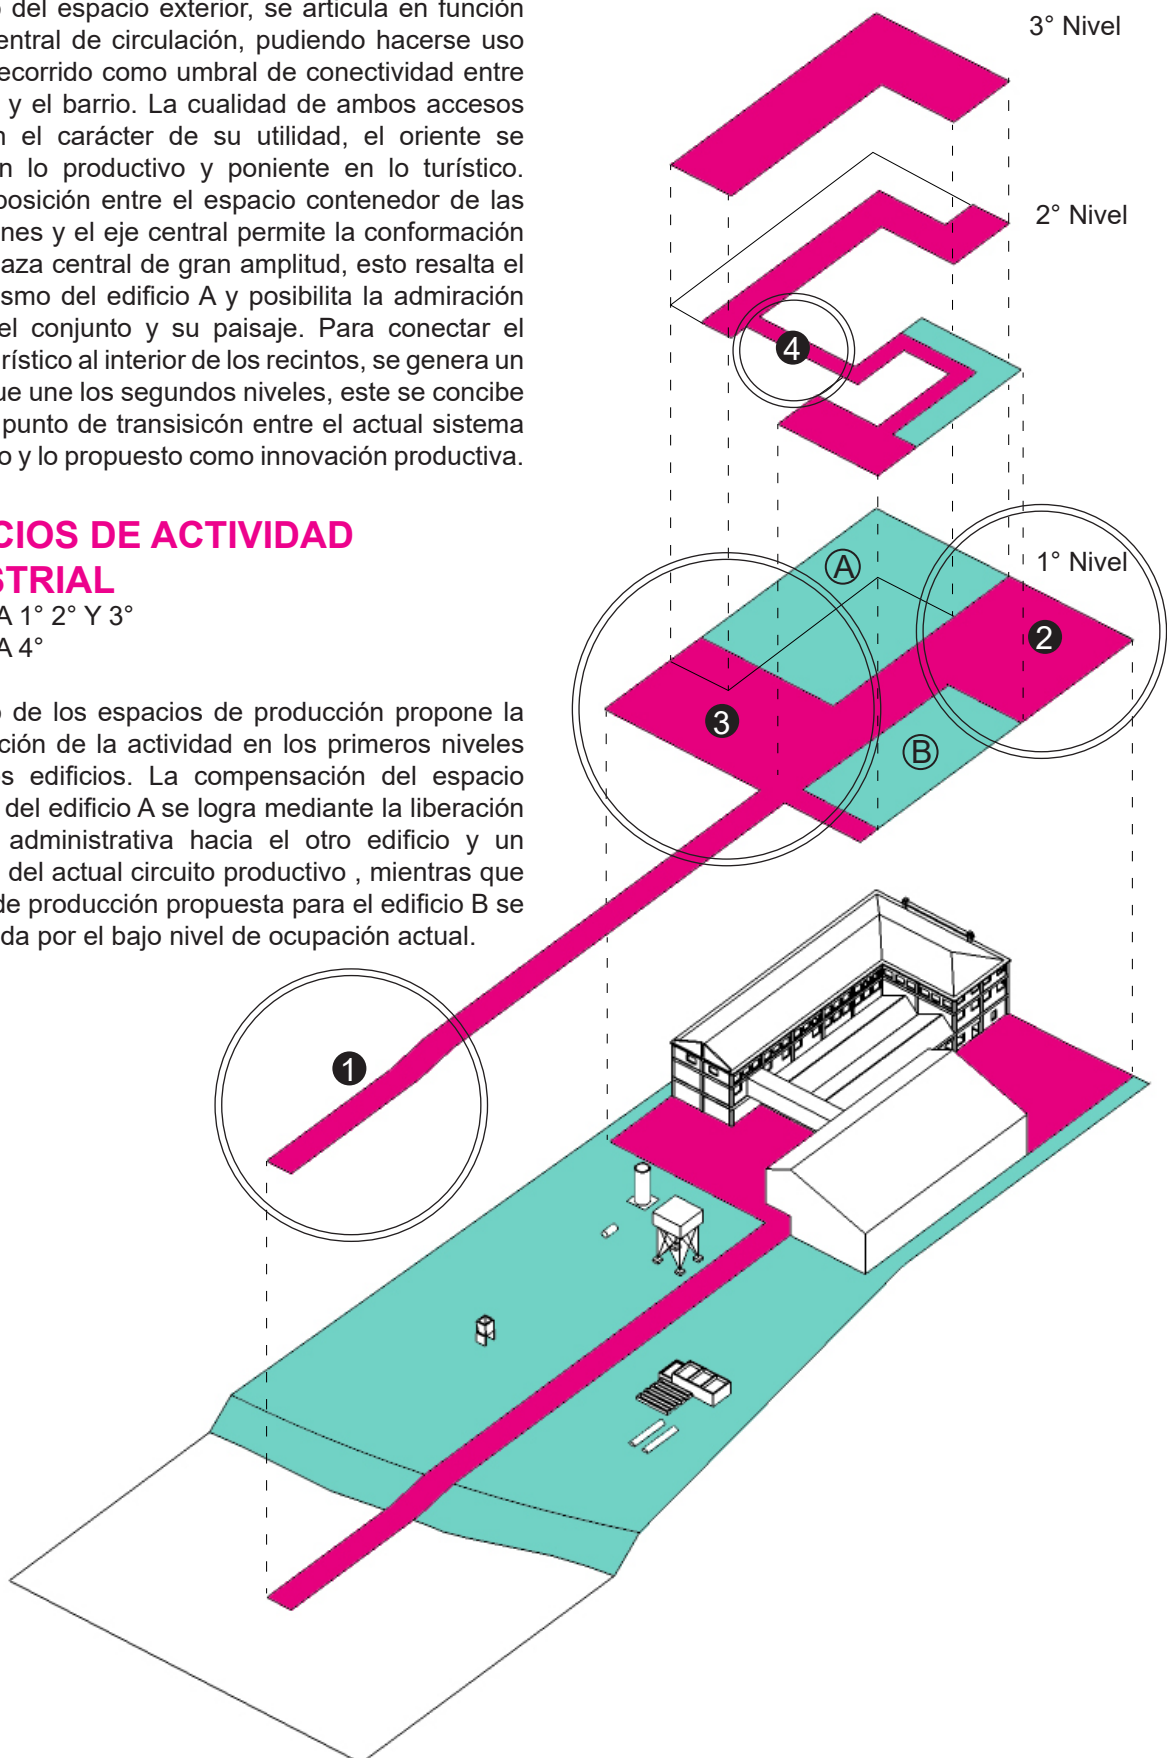 del espacio exterior, se articula en función
entral de circulación, pudiendo hacerse uso
ecorrido como umbral de conectividad entre
y el barrio. La cualidad de ambos accesos
el carácter de su utilidad, el oriente se
n lo productivo y poniente en lo turístico.
posición entre el espacio contenedor de las
nes y el eje central permite la conformación
aza central de gran amplitud, esto resalta el
smo del edificio A y posibilita la admiración
el conjunto y su paisaje. Para conectar el
rístico al interior de los recintos, se genera un
ue une los segundos niveles, este se concibe
punto de transisicón entre el actual sistema
o y lo propuesto como innovación productiva.
CIOS DE ACTIVIDAD
STRIAL
A 1° 2° Y 3°
A 4°
o de los espacios de producción propone la
ción de la actividad en los primeros niveles
s edificios. La compensación del espacio
del edificio A se logra mediante la liberación
administrativa hacia el otro edificio y un
del actual circuito productivo , mientras que
de producción propuesta para el edificio B se
da por el bajo nivel de ocupación actual.
3° Nivel
2° Nivel
4
1° Nivel
A
2
3
B
1